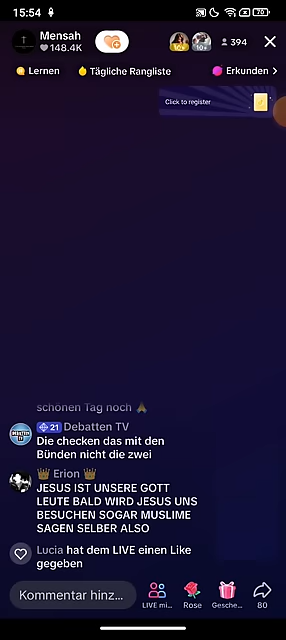 15:54
70
Mensah
148.4K
10+
10+
394
Lernen
Tägliche Rangliste
Erkunden
Click to register
schönen Tag noch 🙏
21 Debatten TV
Die checken das mit den
Bünden nicht die zwei
👑 Erion 👑
JESUS IST UNSERE GOTT
LEUTE BALD WIRD JESUS UNS
BESUCHEN SOGAR MUSLIME
SAGEN SELBER ALSO
Lucia hat dem LIVE einen Like
gegeben
Kommentar hinz...
LIVE mi...
Rose
Gesche...
80